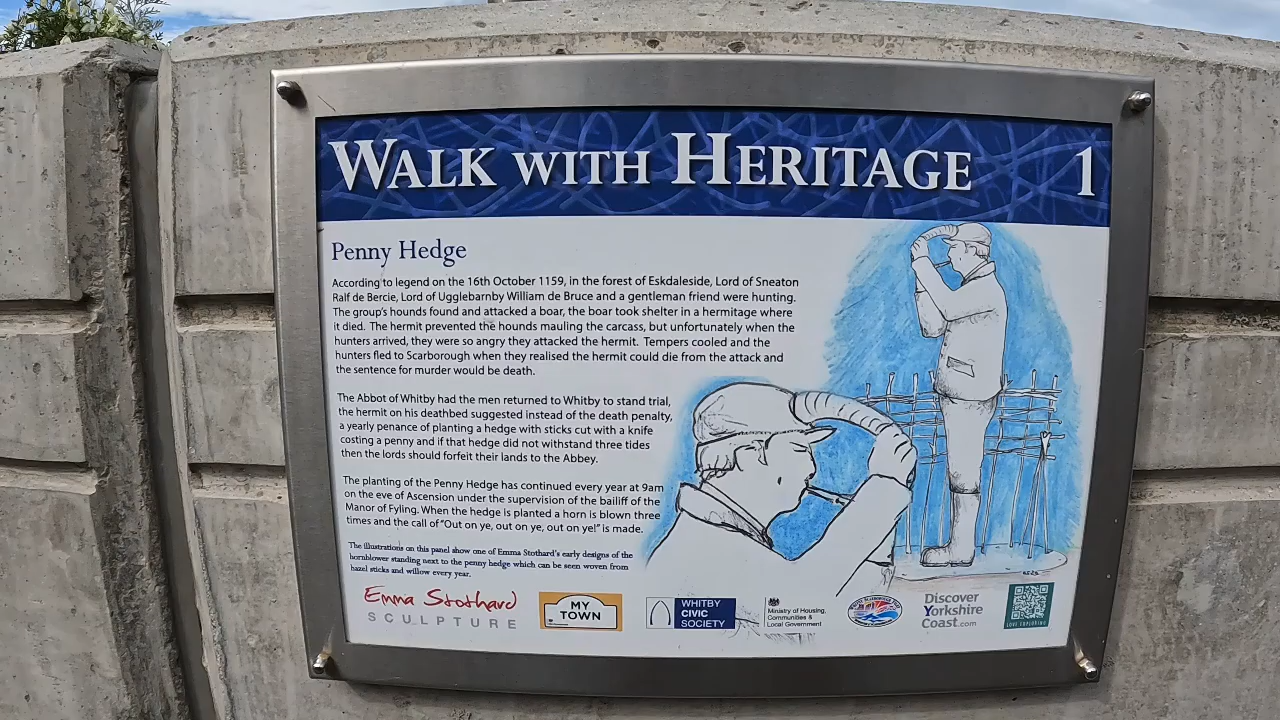 WALK WITH HERITAGE 1
Penny Hedge
According to legend on the 16th October 1159, in the forest of Eskdaleside, Lord of Sneaton
Ralf de Bercie, Lord of Ugglebarnby William de Bruce and a gentleman friend were hunting.
The group's hounds found and attacked a boar, the boar took shelter in a hermitage where
it died. The hermit prevented the hounds mauling the carcass, but unfortunately when the
hunters arrived, they were so angry they attacked the hermit. Tempers cooled and the
hunters fled to Scarborough when they realised the hermit could die from the attack and
the sentence for murder would be death.
The Abbot of Whitby had the men returned to Whitby to stand trial,
the hermit on his deathbed suggested instead of the death penalty,
a yearly penance of planting a hedge with sticks cut with a knife
costing a penny and if that hedge did not withstand three tides
then the lords should forfeit their lands to the Abbey.
The planting of the Penny Hedge has continued every year at 9am
on the eve of Ascension under the supervision of the bailiff of the
Manor of Fyling. When the hedge is planted a horn is blown three
times and the call of "Out on ye, out on ye, out on ye!" is made.
The illustrations on this panel show one of Emma Stothard's early designs of the
hornblower standing next to the penny hedge which can be seen woven from
hazel sticks and willow every year.
Emma Stothard
SCULPTURE
MY
TOWN
WHITBY
CIVIC
SOCIETY
Ministry of Housing,
Communities &
Local Government
Discover
Yorkshire
Coast.com
LOVE EXPLORING